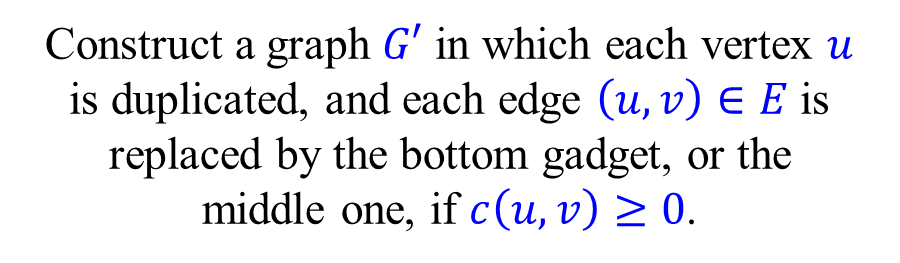 Construct a graph G′ in which each vertex u
is duplicated, and each edge (u, v) ∈ E is
replaced by the bottom gadget, or the
middle one, if c(u, v) ≥ 0.